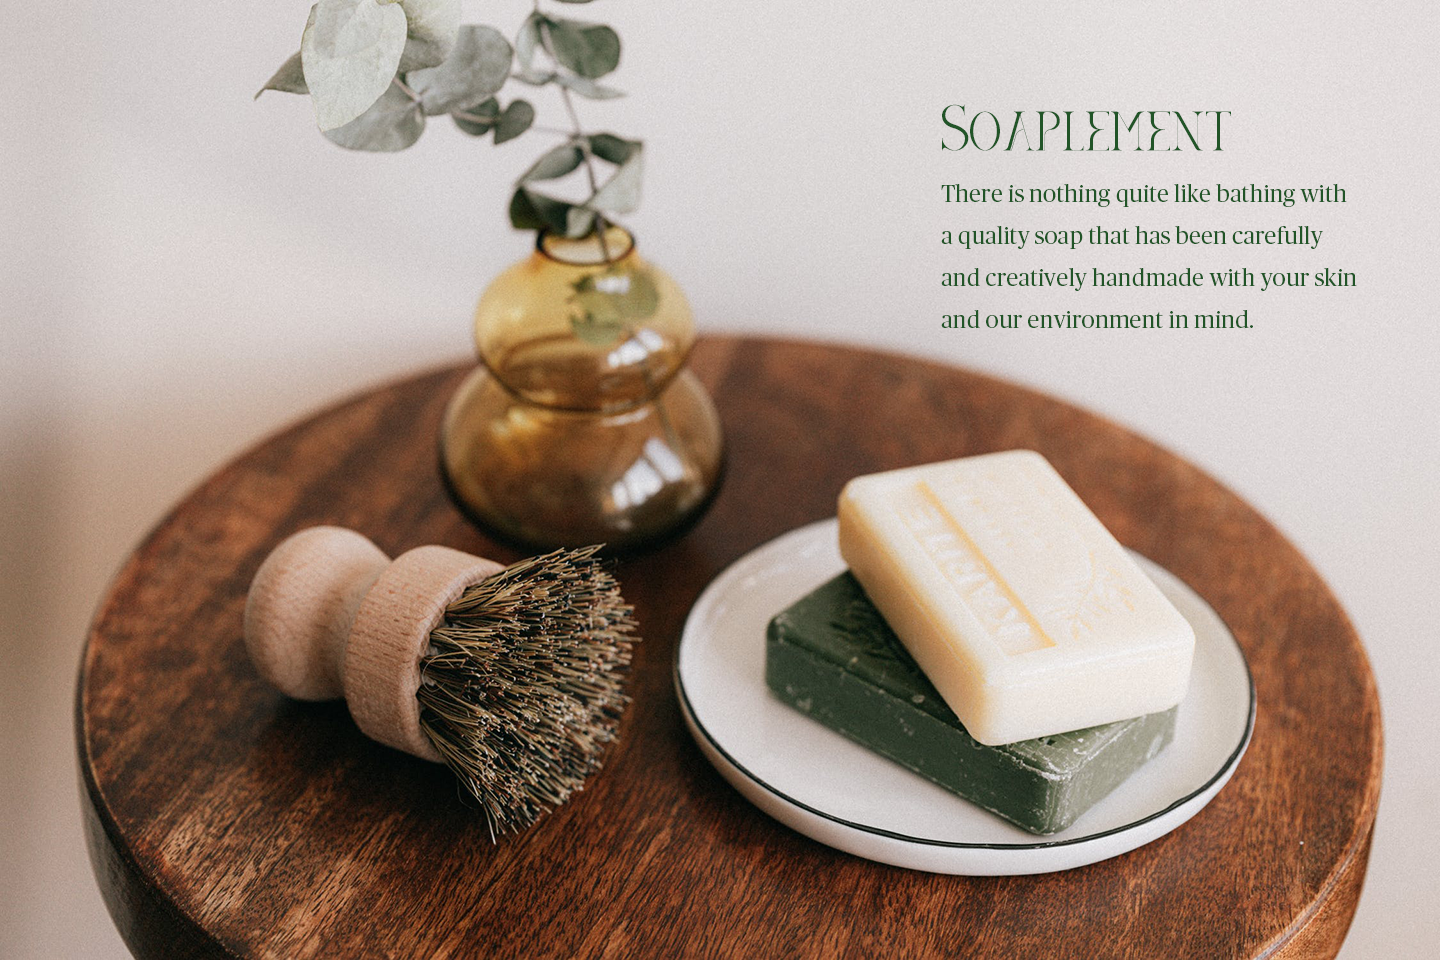 SOAPLEMENT
There is nothing quite like bathing with
a quality soap that has been carefully
and creatively handmade with your skin
and our environment in mind.